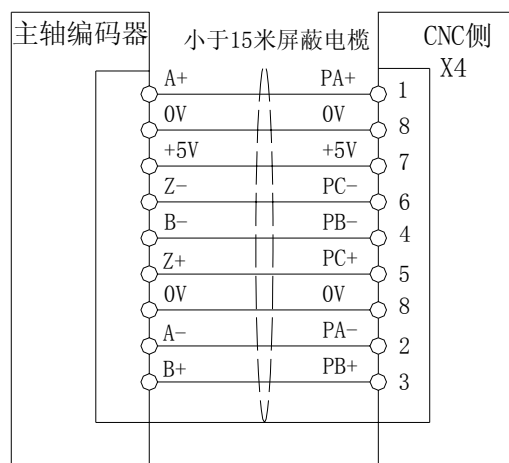 主轴编码器 小于15米屏蔽电榄 CNC侧
X4
A+ PA+ 1
0V 0V 8
+5V +5V 7
Z- PC- 6
B- PB- 4
Z+ PC+ 5
0V 0V 8
A- PA- 2
B+ PB+ 3